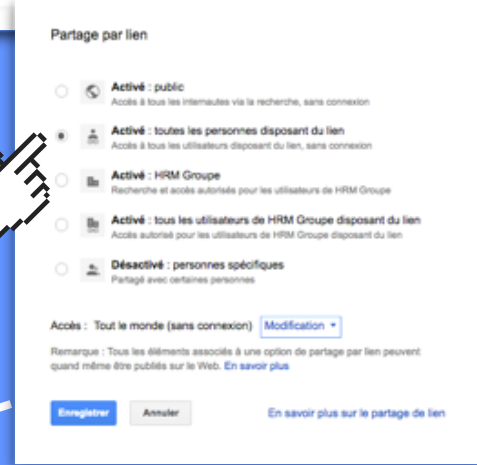 Partage par lien
Activé : public
Accès à tous les internautes via la recherche, sans connexion
Activé : toutes les personnes disposant du lien
Accès à tous les utilisateurs disposant du lien, sans connexion
Activé : HRM Groupe
Recherche et accès autorisés pour les utilisateurs de HRM Groupe
Activé : tous les utilisateurs de HRM Groupe disposant du lien
Accès autorisé pour les utilisateurs de HRM Groupe disposant du lien
Désactivé : personnes spécifiques
Partagé avec certaines personnes
Accès : Tout le monde (sans connexion) Modification
Remarque : Tous les éléments associés à une option de partage par lien peuvent
quand même être publiés sur le Web. En savoir plus
Enregistrer Annuler En savoir plus sur le partage de lien